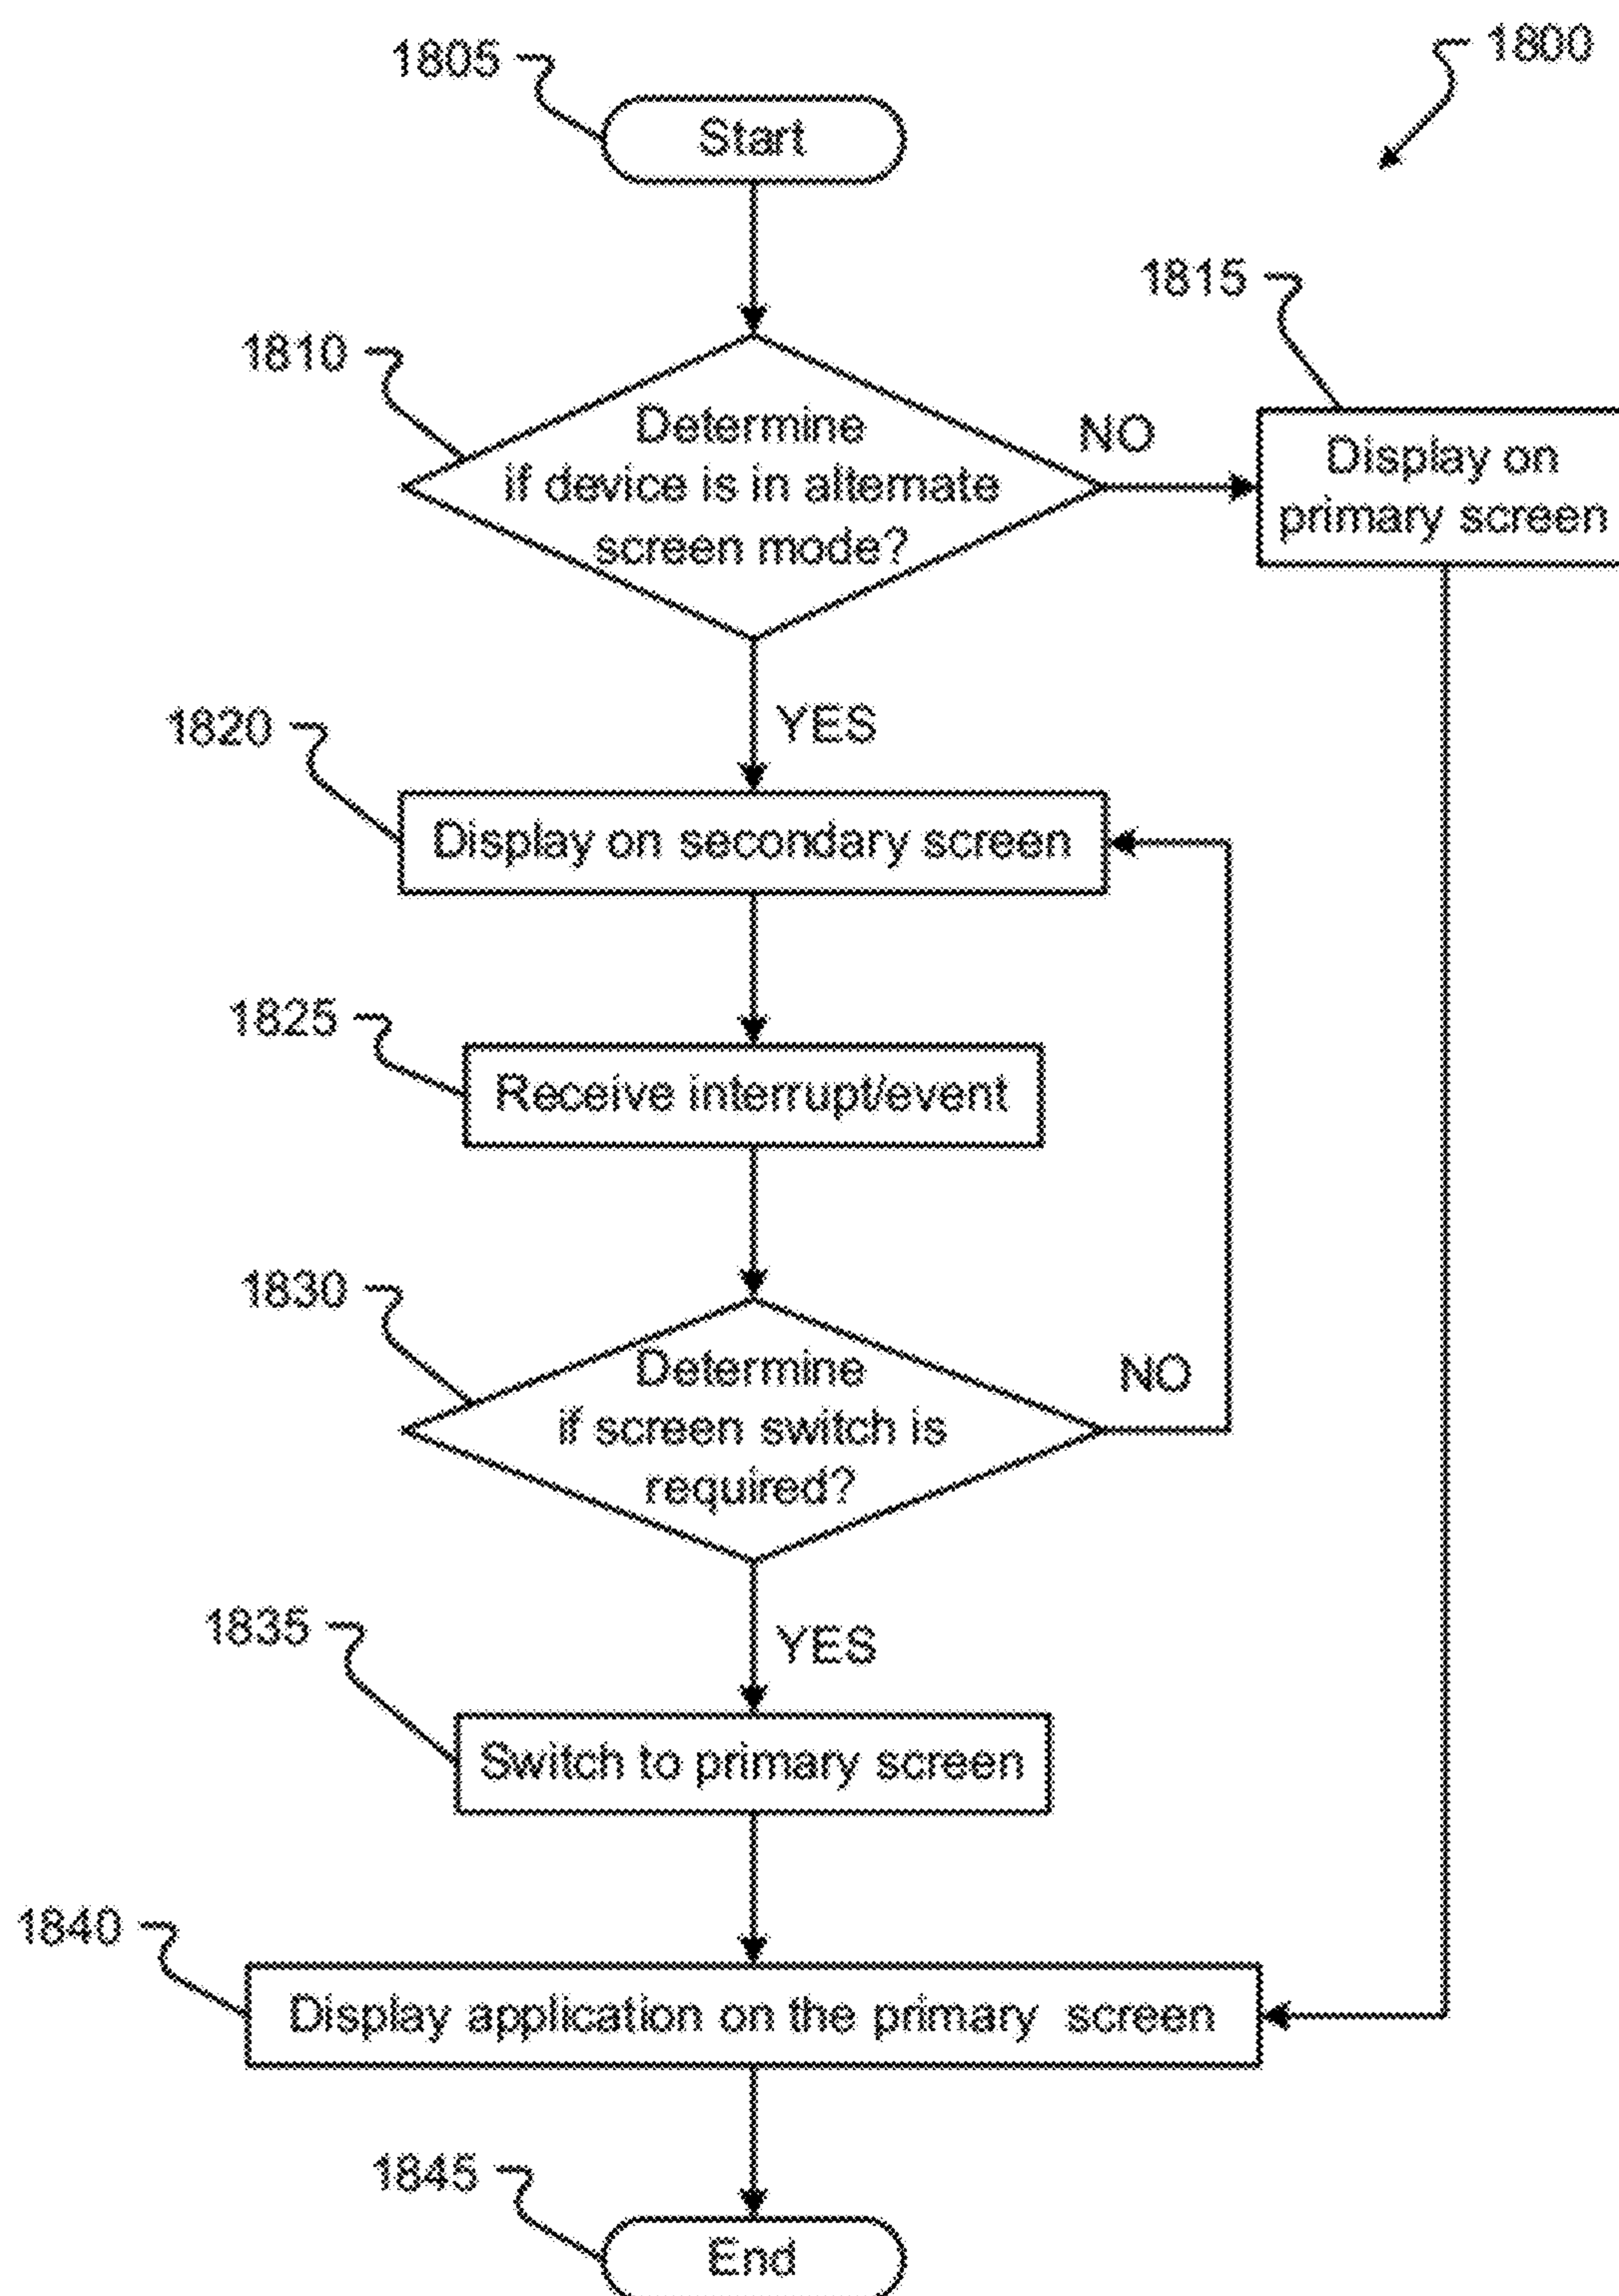 1800
1805
Start
1815
1810
Determine
if device is in alternate
screen mode?
NO
Display on
primary screen
YES
1820
Display on secondary screen
1825
Receive interrupt/event
1830
Determine
if screen switch is
required?
NO
YES
1835
Switch to primary screen
1840
Display application on the primary screen
1845
End